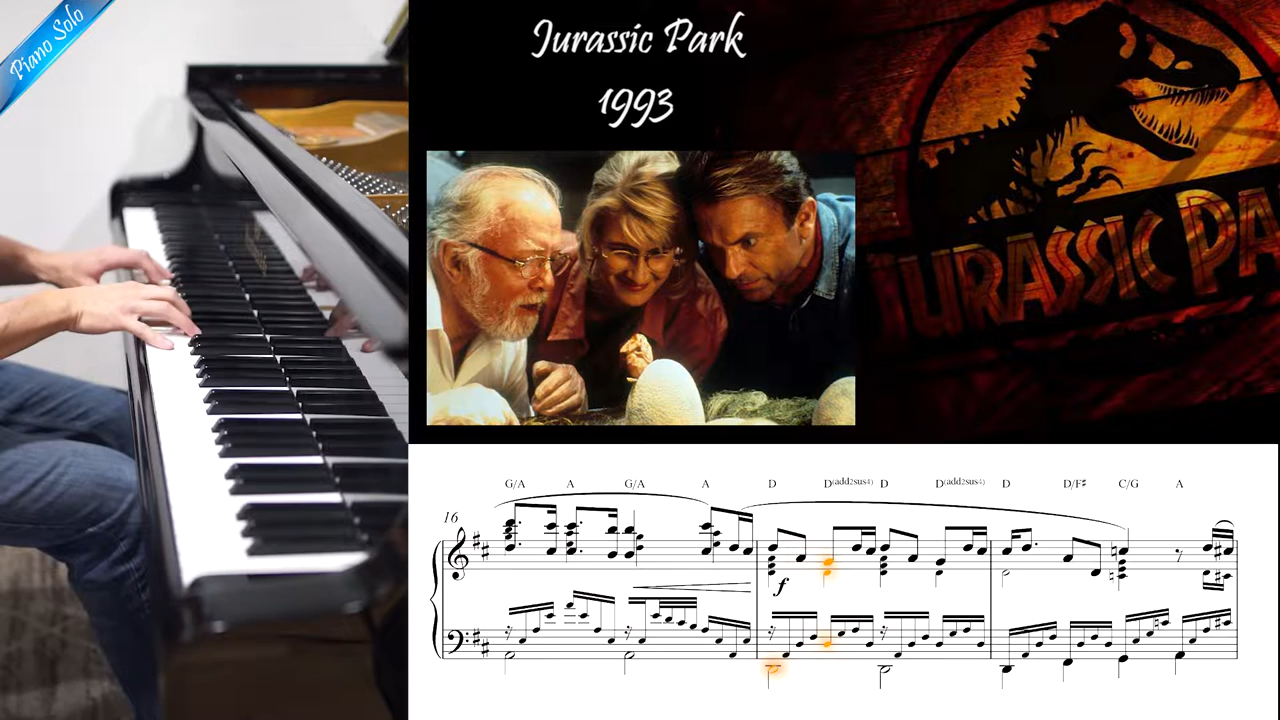 Piano Solo
Jurassic Park
1993
JURASSIC PA
G/A A G/A A D D(add2sus4) D D(add2sus4) D D/F♯ C/G A
16
f